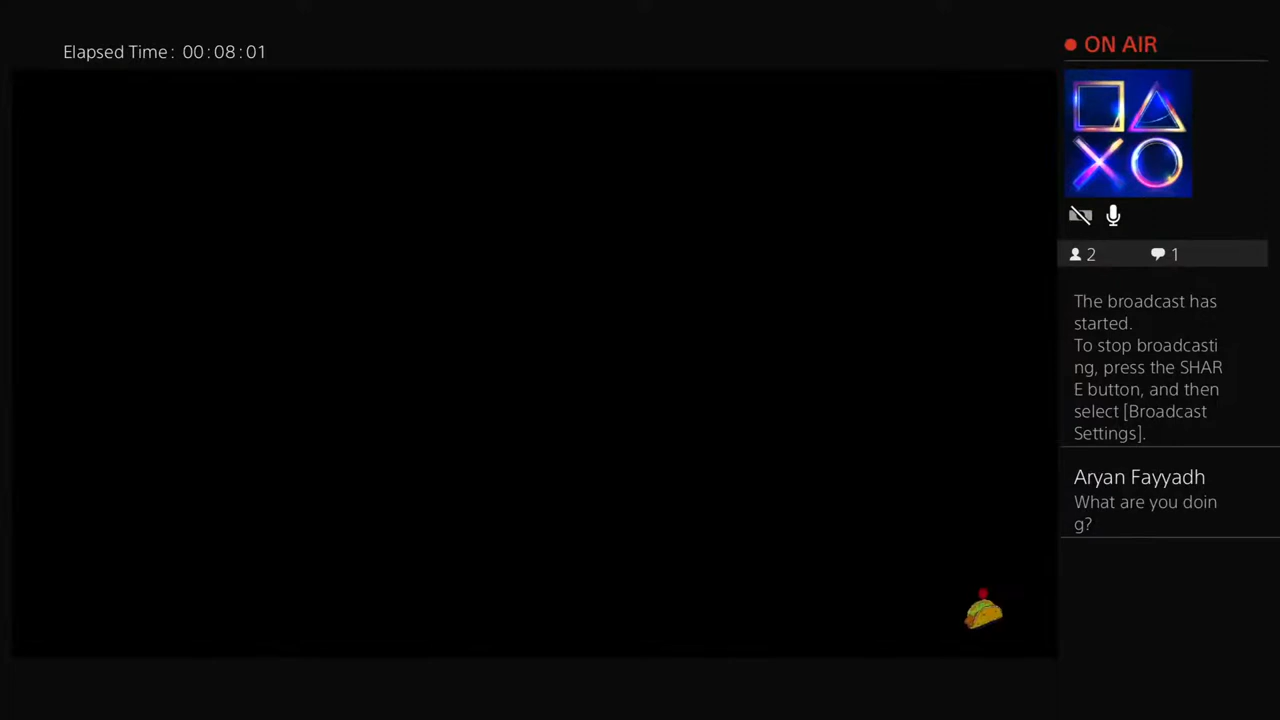 Elapsed Time: 00:08:01
ON AIR
2
1
The broadcast has
started.
To stop broadcasti
ng, press the SHAR
E button, and then
select [Broadcast
Settings].
Aryan Fayyadh
What are you doin
g?